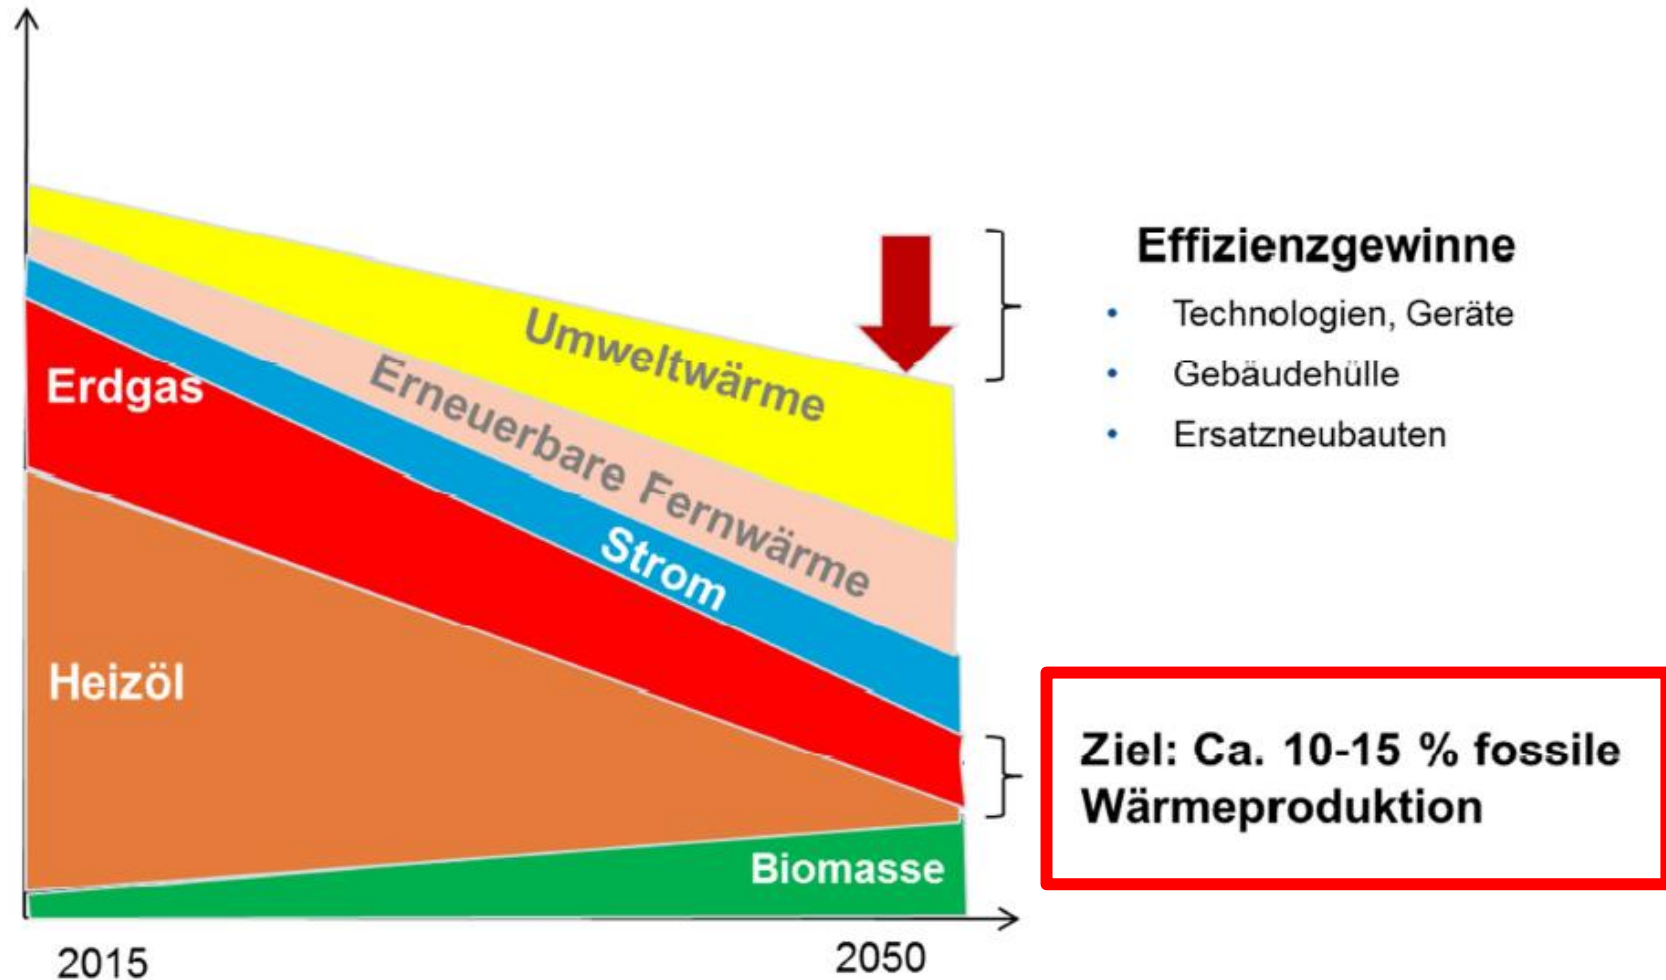 Umweltwärme
Erneuerbare Fernwärme
Strom
Erdgas
Heizöl
Biomasse
2015
2050
Effizienzgewinne
• Technologien, Geräte
• Gebäudehülle
• Ersatzneubauten
Ziel: Ca. 10-15 % fossile
Wärmeproduktion